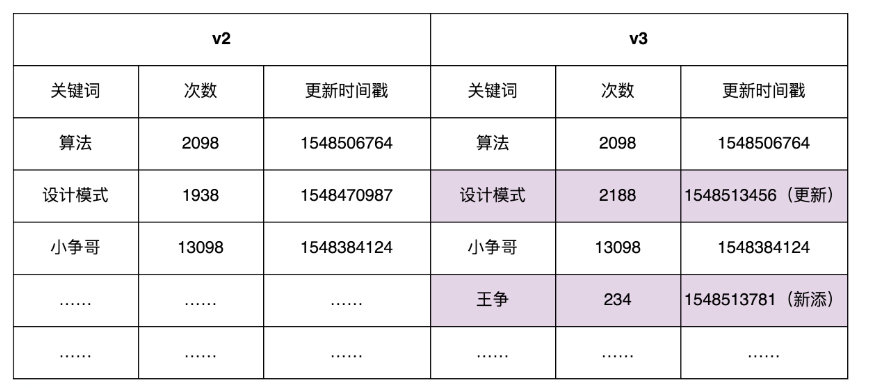 v2 v3
关键词 次数 更新时间戳 关键词 次数 更新时间戳
算法 2098 1548506764 算法 2098 1548506764
设计模式 1938 1548470987 设计模式 2188 1548513456（更新）
小争哥 13098 1548384124 小争哥 13098 1548384124
…… …… …… 王争 234 1548513781（新添）
…… …… …… …… …… ……